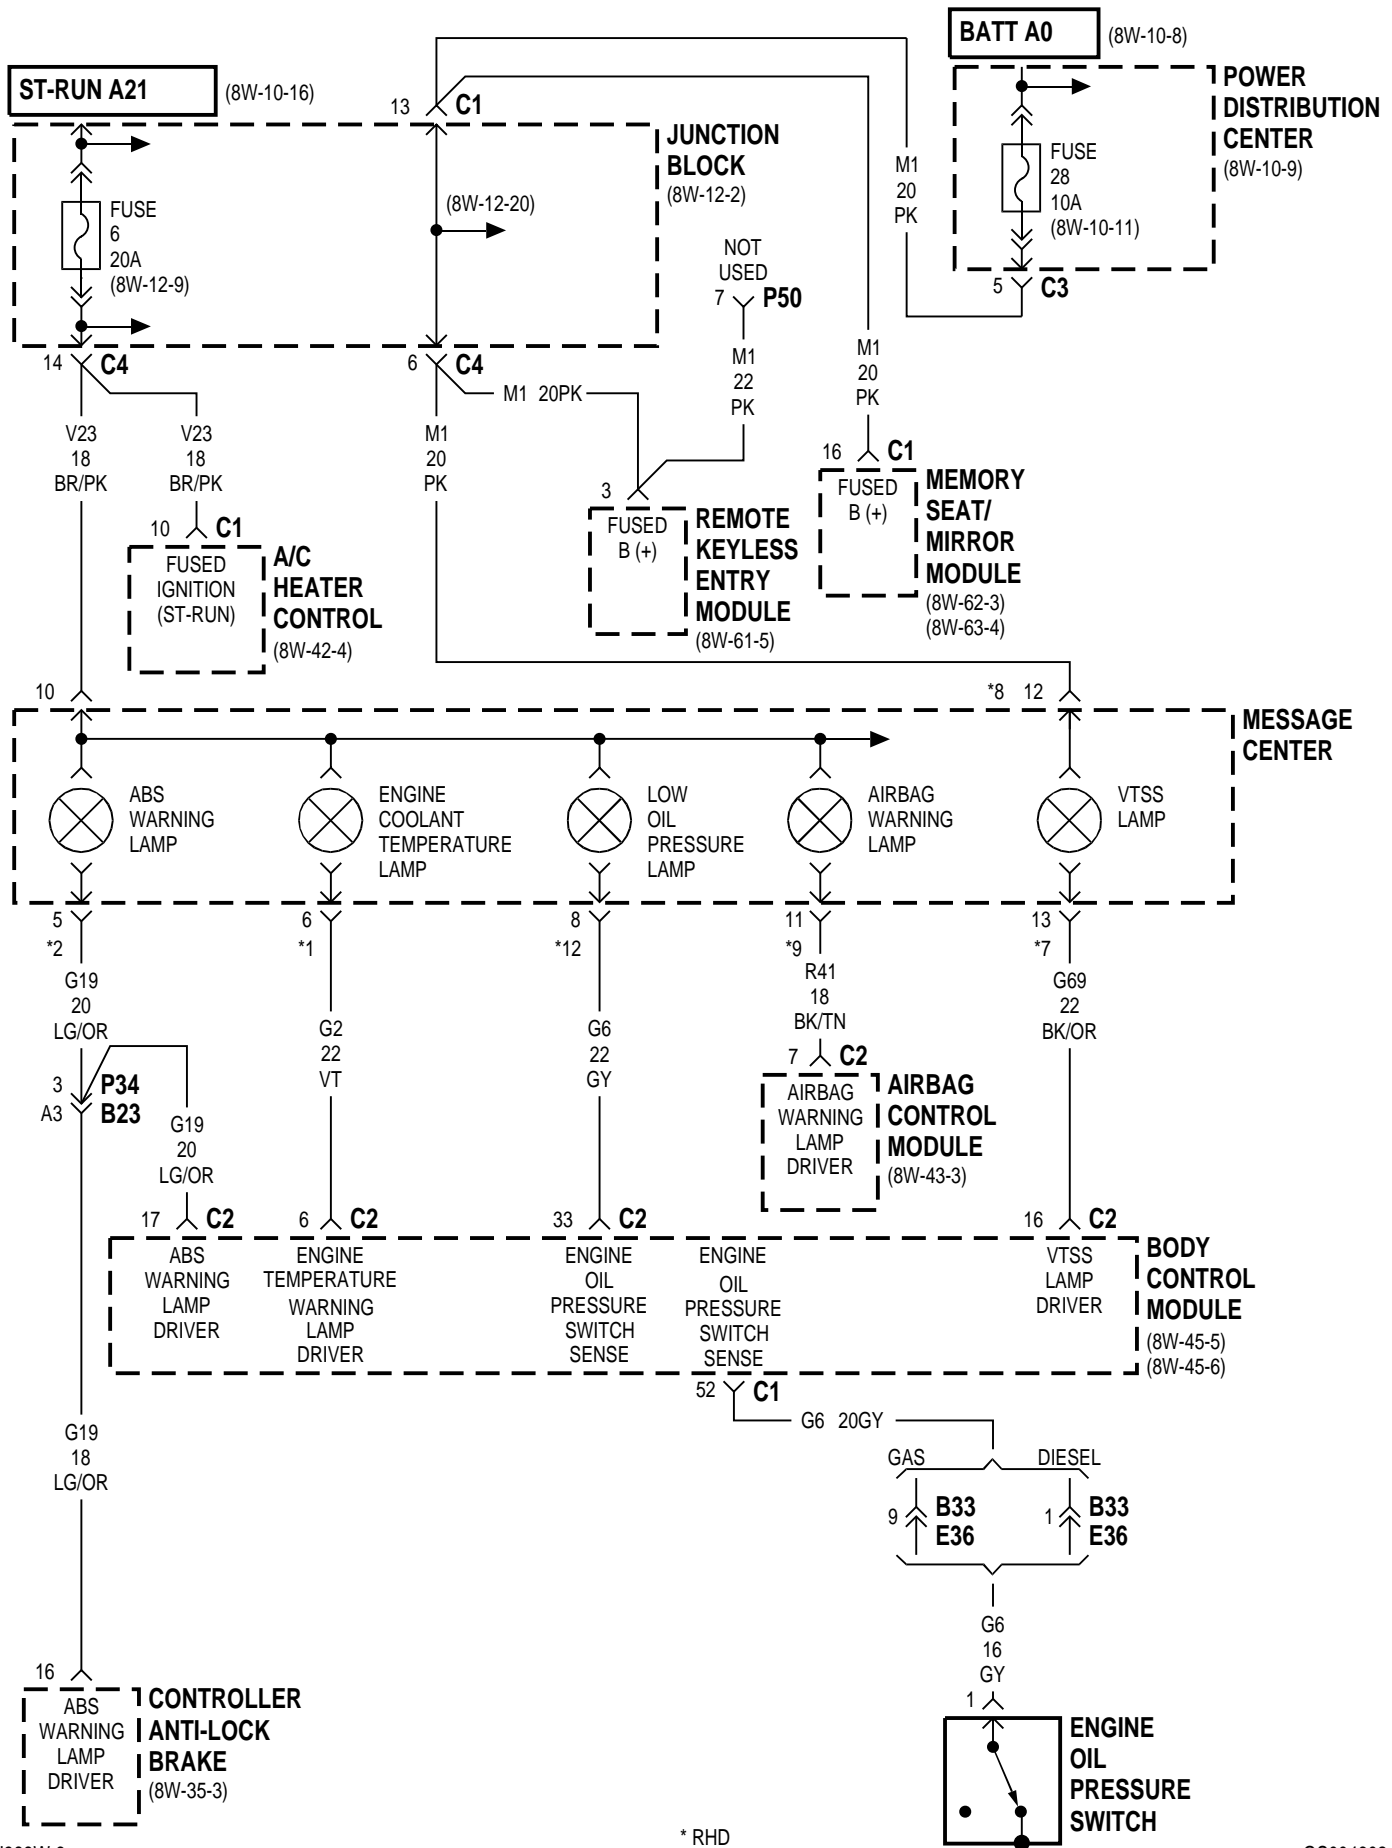 BATT A0
(8W-10-8)
ST-RUN A21
(8W-10-16)
13
C1
POWER
DISTRIBUTION
CENTER
(8W-10-9)
JUNCTION
BLOCK
(8W-12-2)
FUSE
6
20A
(8W-12-9)
(8W-12-20)
M1
20
PK
FUSE
28
10A
(8W-10-11)
5
C3
NOT
USED
7
P50
14
C4
6
C4
M1 20PK
M1
22
PK
M1
20
PK
V23
18
BR/PK
V23
18
BR/PK
M1
20
PK
16
C1
FUSED
B (+)
MEMORY
SEAT/
MIRROR
MODULE
(8W-62-3)
(8W-63-4)
3
FUSED
B (+)
REMOTE
KEYLESS
ENTRY
MODULE
(8W-61-5)
10
C1
FUSED
IGNITION
(ST-RUN)
A/C
HEATER
CONTROL
(8W-42-4)
10
*8 12
MESSAGE
CENTER
ABS
WARNING
LAMP
ENGINE
COOLANT
TEMPERATURE
LAMP
LOW
OIL
PRESSURE
LAMP
AIRBAG
WARNING
LAMP
VTSS
LAMP
5
*2
6
*1
8
*12
11
*9
13
*7
G19
20
LG/OR
G2
22
VT
G6
22
GY
R41
18
BK/TN
G69
22
BK/OR
7
C2
AIRBAG
WARNING
LAMP
DRIVER
AIRBAG
CONTROL
MODULE
(8W-43-3)
3
P34
A3
B23
G19
20
LG/OR
17
C2
6
C2
33
C2
16
C2
ABS
WARNING
LAMP
DRIVER
ENGINE
TEMPERATURE
WARNING
LAMP
DRIVER
ENGINE
OIL
PRESSURE
SWITCH
SENSE
ENGINE
OIL
PRESSURE
SWITCH
SENSE
VTSS
LAMP
DRIVER
BODY
CONTROL
MODULE
(8W-45-5)
(8W-45-6)
52
C1
G6 20GY
G19
18
LG/OR
GAS
DIESEL
9
B33
E36
1
B33
E36
G6
16
GY
1
ENGINE
OIL
PRESSURE
SWITCH
16
ABS
WARNING
LAMP
DRIVER
CONTROLLER
ANTI-LOCK
BRAKE
(8W-35-3)
* RHD